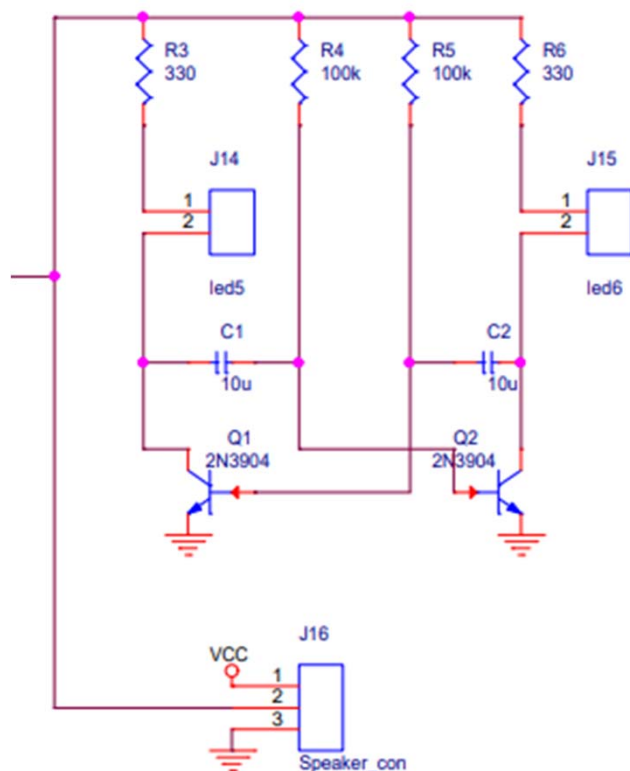 R3
330
R4
100k
R5
100k
R6
330
J14
1
2
led5
J15
1
2
led6
C1
10u
C2
10u
Q1
2N3904
Q2
2N3904
J16
VCC
1
2
3
Speaker_con